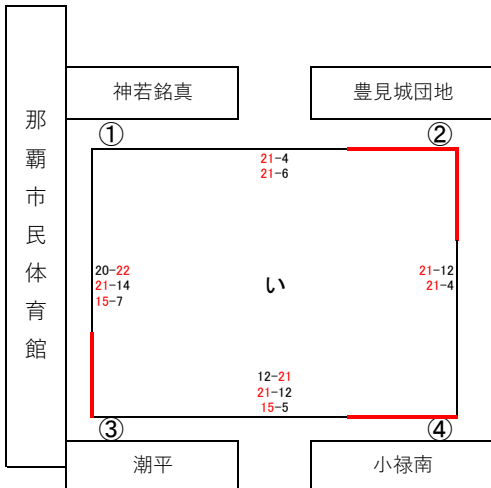 那覇市民体育館
神若銘真
豊見城団地
①
②
21-4
21-6
20-22
21-14
15-7
い
21-12
21-4
12-21
21-12
15-5
③
④
潮平
小禄南